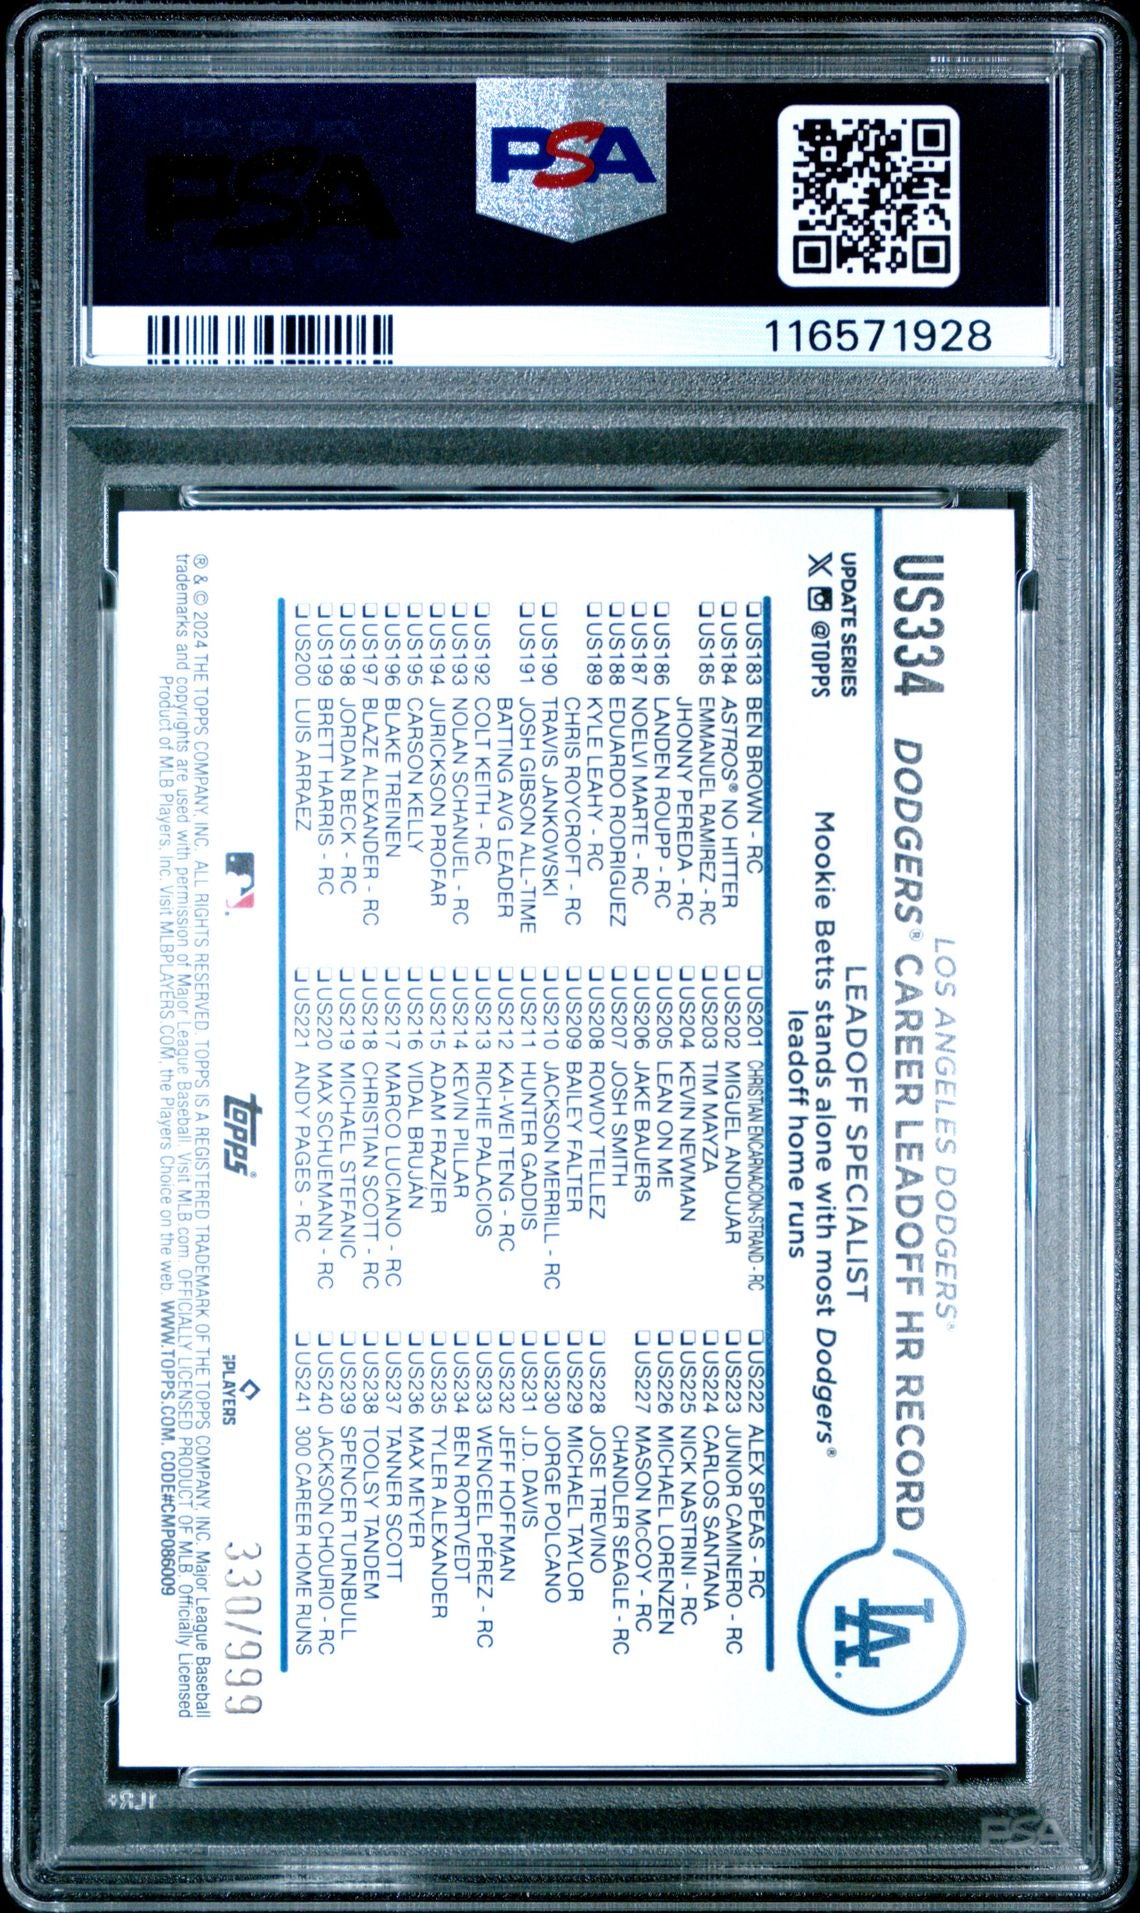 PSA
PSA
116571928
LOS ANGELES DODGERS®
US334 DODGERS® CAREER LEADOFF HR RECORD
LA
UPDATE SERIES
@TOPPS
LEADOFF SPECIALIST
Mookie Betts stands alone with most Dodgers®
leadoff home runs
US183 BEN BROWN - RC
US184 ASTROS® NO HITTER
US185 EMMANUEL RAMIREZ - RC
JHONNY PEREDA - RC
US186 LANDEN ROUPP - RC
US187 NOELVI MARTE - RC
US188 EDUARDO RODRIGUEZ
US189 KYLE LEAHY - RC
CHRIS ROYCROFT - RC
US190 TRAVIS JANKOWSKI
US191 JOSH GIBSON ALL-TIME
BATTING AVG LEADER
US192 COLT KEITH - RC
US193 NOLAN SCHANUEL - RC
US194 JURICKSON PROFAR
US195 CARSON KELLY
US196 BLAKE TREINEN
US197 BLAZE ALEXANDER - RC
US198 JORDAN BECK - RC
US199 BRETT HARRIS - RC
US200 LUIS ARRAEZ
US201 CHRISTIAN ENCARNACION-STRAND - RC
US202 MIGUEL ANDUJAR
US203 TIM MAYZA
US204 KEVIN NEWMAN
US205 LEAN ON ME
US206 JAKE BAUERS
US207 JOSH SMITH
US208 ROWDY TELLEZ
US209 BAILEY FALTER
US210 JACKSON MERRILL - RC
US211 HUNTER GADDIS
US212 KAI-WEI TENG - RC
US213 RICHIE PALACIOS
US214 KEVIN PILLAR
US215 ADAM FRAZIER
US216 VIDAL BRUJAN
US217 MARCO LUCIANO - RC
US218 CHRISTIAN SCOTT - RC
US219 MICHAEL STEFANIC
US220 MAX SCHUEMANN - RC
US221 ANDY PAGES - RC
US222 ALEX SPEAS - RC
US223 JUNIOR CAMINERO - RC
US224 CARLOS SANTANA
US225 NICK NASTRINI - RC
US226 MICHAEL LORENZEN
US227 MASON McCOY - RC
CHANDLER SEAGLE - RC
US228 JOSE TREVINO
US229 MICHAEL TAYLOR
US230 JORGE POLCANO
US231 J.D. DAVIS
US232 JEFF HOFFMAN
US233 WENCEEL PÉREZ - RC
US234 BEN RORTVEDT
US235 TYLER ALEXANDER
US236 MAX MEYER
US237 TANNER SCOTT
US238 TOOLSY TANDEM
US239 SPENCER TURNBULL
US240 JACKSON CHOURIO - RC
US241 300 CAREER HOME RUNS
topps®
PLAYERS
330/999
® & © 2024 THE TOPPS COMPANY, INC. ALL RIGHTS RESERVED. TOPPS IS A REGISTERED TRADEMARK OF THE TOPPS COMPANY, INC. Major League Baseball
trademarks and copyrights are used with permission of Major League Baseball. Visit MLB.com. OFFICIALLY LICENSED PRODUCT OF MLB. Officially Licensed
Product of MLB Players, Inc. Visit MLBPLAYERS.COM, the Players Choice on the web. WWW.TOPPS.COM. CODE#CMP086009
PSA